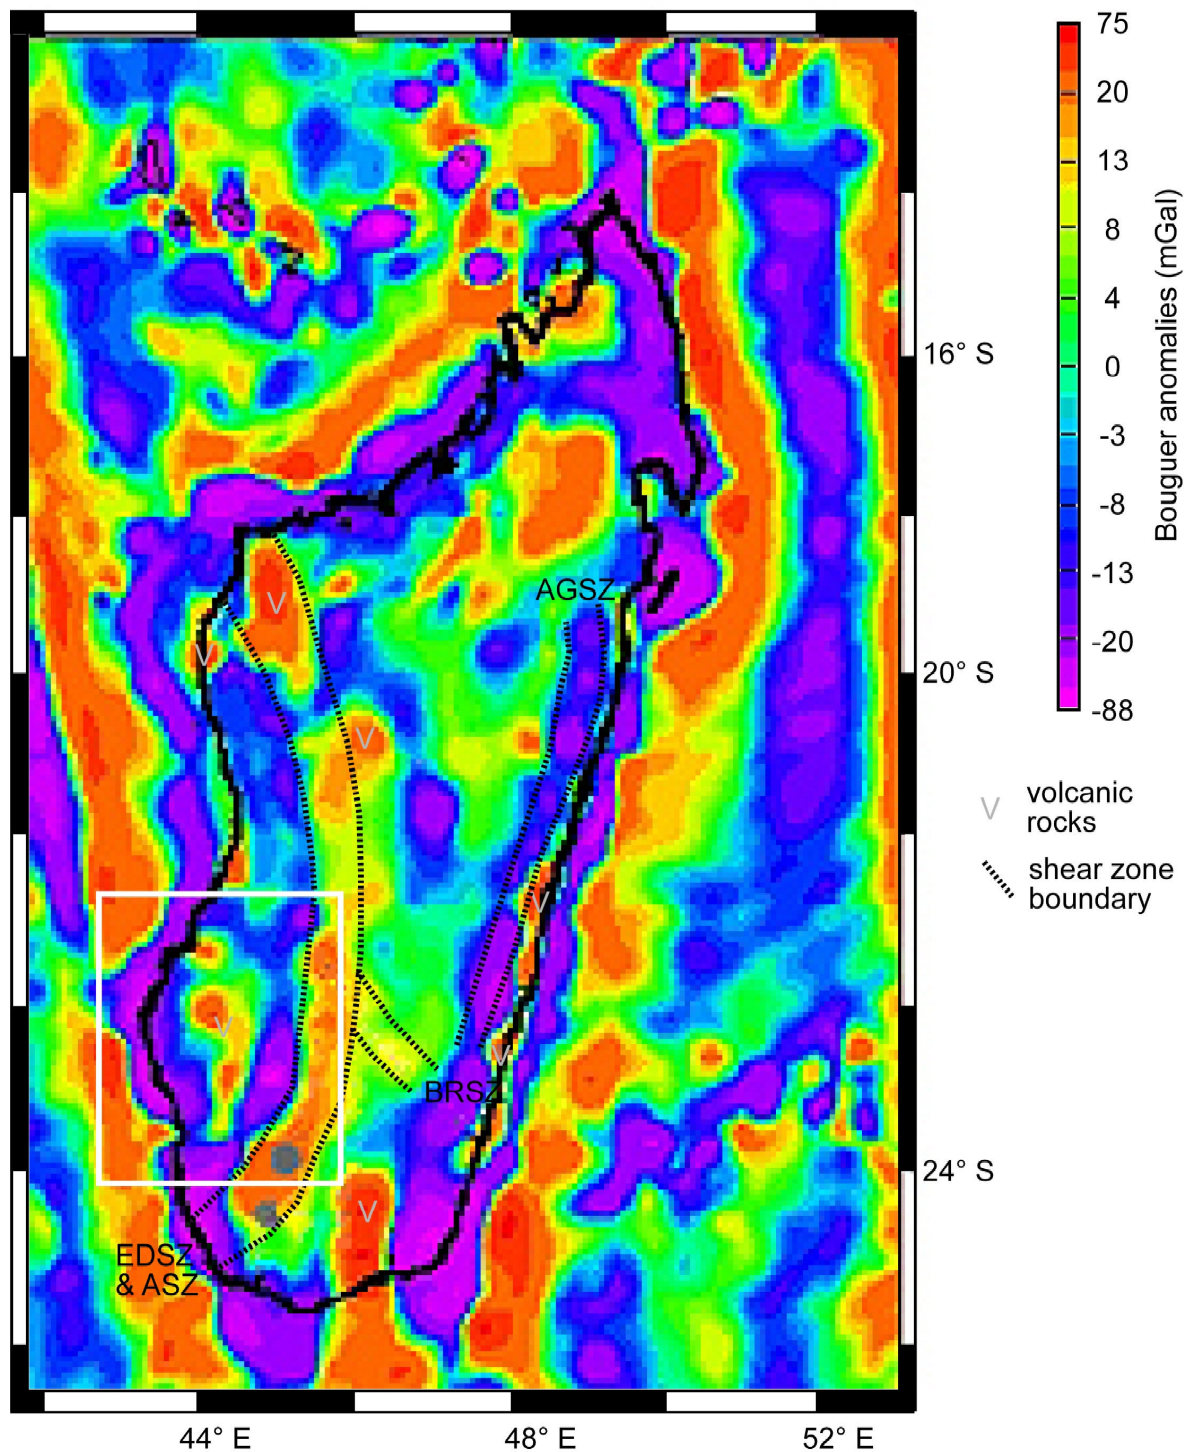 75
20
13
8
4
0
-3
-8
-13
-20
-88
Bouguer anomalies (mGal)
16° S
20° S
24° S
V
volcanic
rocks
shear zone
boundary
AGSZ
V
V
V
V
V
V
BRSZ
V
EDSZ
& ASZ
44° E
48° E
52° E